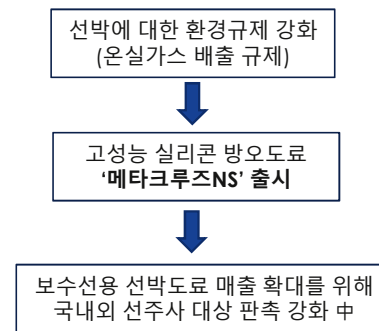 선박에 대한 환경규제 강화
(온실가스 배출 규제)
고성능 실리콘 방오도료
‘메타크루즈NS’ 출시
보수선용 선박도료 매출 확대를 위해
국내외 선주사 대상 판촉 강화 中